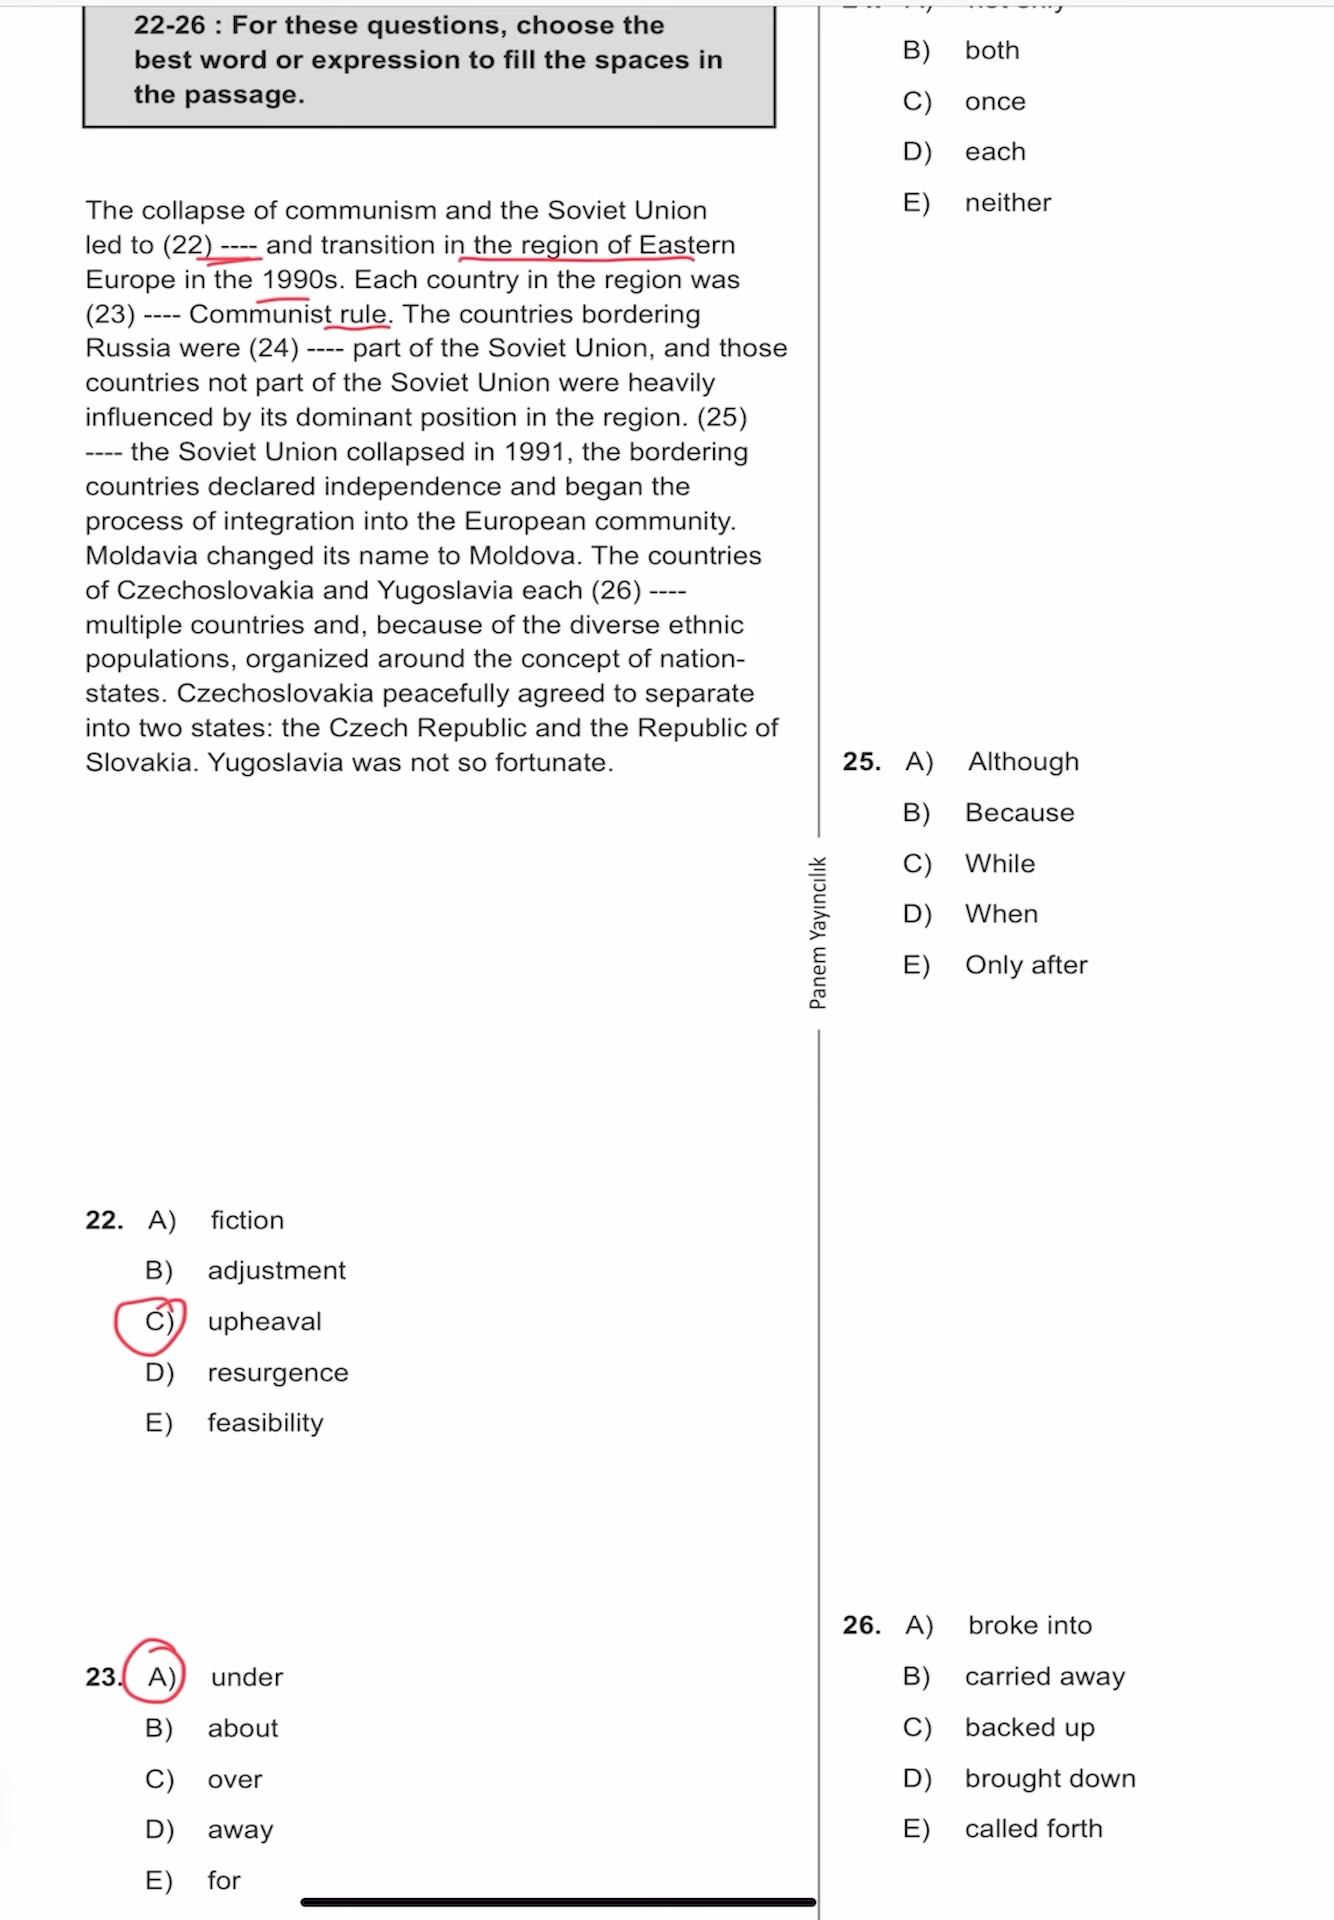 22-26 : For these questions, choose the
best word or expression to fill the spaces in
the passage.
The collapse of communism and the Soviet Union
led to (22) ---- and transition in the region of Eastern
Europe in the 1990s. Each country in the region was
(23) ---- Communist rule. The countries bordering
Russia were (24) ---- part of the Soviet Union, and those
countries not part of the Soviet Union were heavily
influenced by its dominant position in the region. (25)
---- the Soviet Union collapsed in 1991, the bordering
countries declared independence and began the
process of integration into the European community.
Moldavia changed its name to Moldova. The countries
of Czechoslovakia and Yugoslavia each (26) ----
multiple countries and, because of the diverse ethnic
populations, organized around the concept of nation-
states. Czechoslovakia peacefully agreed to separate
into two states: the Czech Republic and the Republic of
Slovakia. Yugoslavia was not so fortunate.
22. A) fiction
B) adjustment
C) upheaval
D) resurgence
E) feasibility
23. A) under
B) about
C) over
D) away
E) for
B) both
C) once
D) each
E) neither
25. A) Although
B) Because
C) While
D) When
E) Only after
26. A) broke into
B) carried away
C) backed up
D) brought down
E) called forth
Panem Yayıncılık